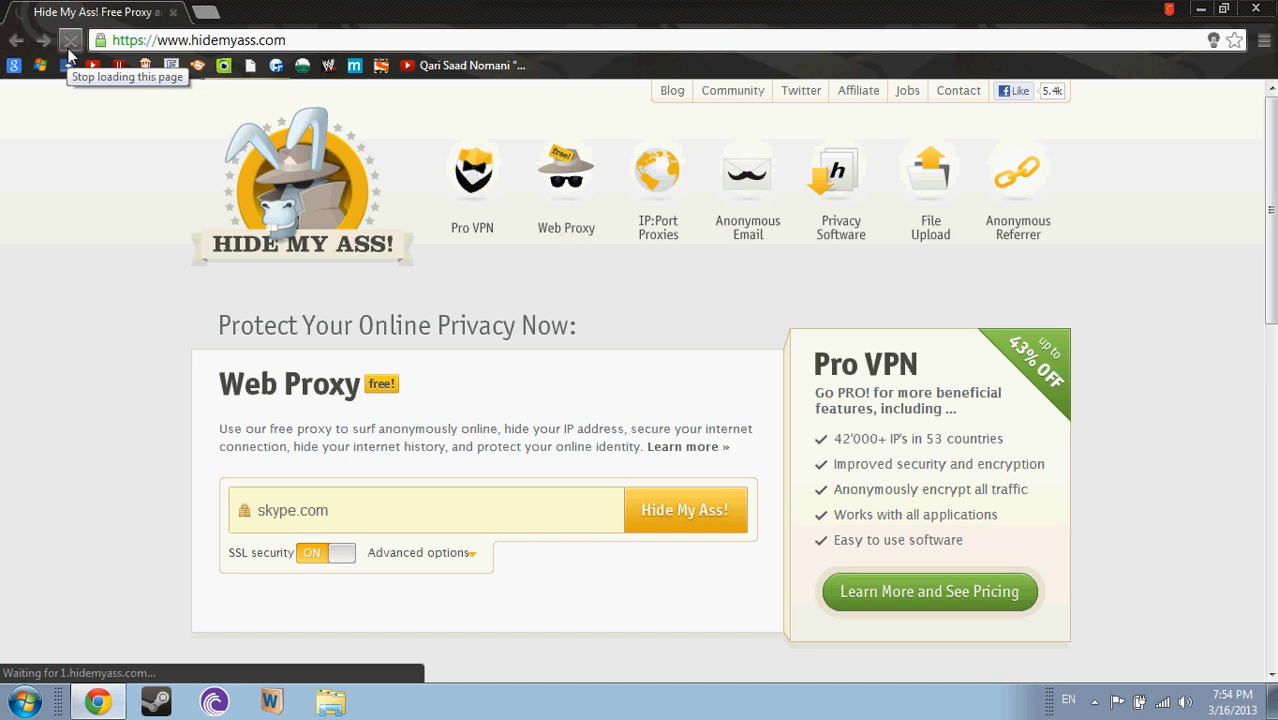 Hide My Ass! Free Proxy a
https://www.hidemyass.com
Qari Saad Nomani "...
Stop loading this page
Blog
Community
Twitter
Affiliate
Jobs
Contact
Like
5.4k
HIDE MY ASS!
Pro VPN
free!
Web Proxy
IP:Port
Proxies
Anonymous
Email
h
Privacy
Software
File
Upload
Anonymous
Referrer
Protect Your Online Privacy Now:
Web Proxy free!
Use our free proxy to surf anonymously online, hide your IP address, secure your internet
connection, hide your internet history, and protect your online identity. Learn more »
skype.com
Hide My Ass!
SSL security ON
Advanced options
up to
43% OFF
Pro VPN
Go PRO! for more beneficial
features, including ...
42'000+ IP's in 53 countries
Improved security and encryption
Anonymously encrypt all traffic
Works with all applications
Easy to use software
Learn More and See Pricing
Waiting for 1.hidemyass.com...
EN
7:54 PM
3/16/2013